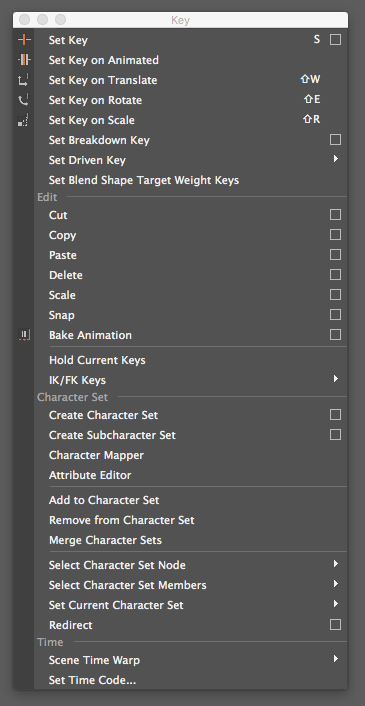 Key
Set Key S
Set Key on Animated
Set Key on Translate ⇧W
Set Key on Rotate ⇧E
Set Key on Scale ⇧R
Set Breakdown Key
Set Driven Key
Set Blend Shape Target Weight Keys
Edit
Cut
Copy
Paste
Delete
Scale
Snap
Bake Animation
Hold Current Keys
IK/FK Keys
Character Set
Create Character Set
Create Subcharacter Set
Character Mapper
Attribute Editor
Add to Character Set
Remove from Character Set
Merge Character Sets
Select Character Set Node
Select Character Set Members
Set Current Character Set
Redirect
Time
Scene Time Warp
Set Time Code...